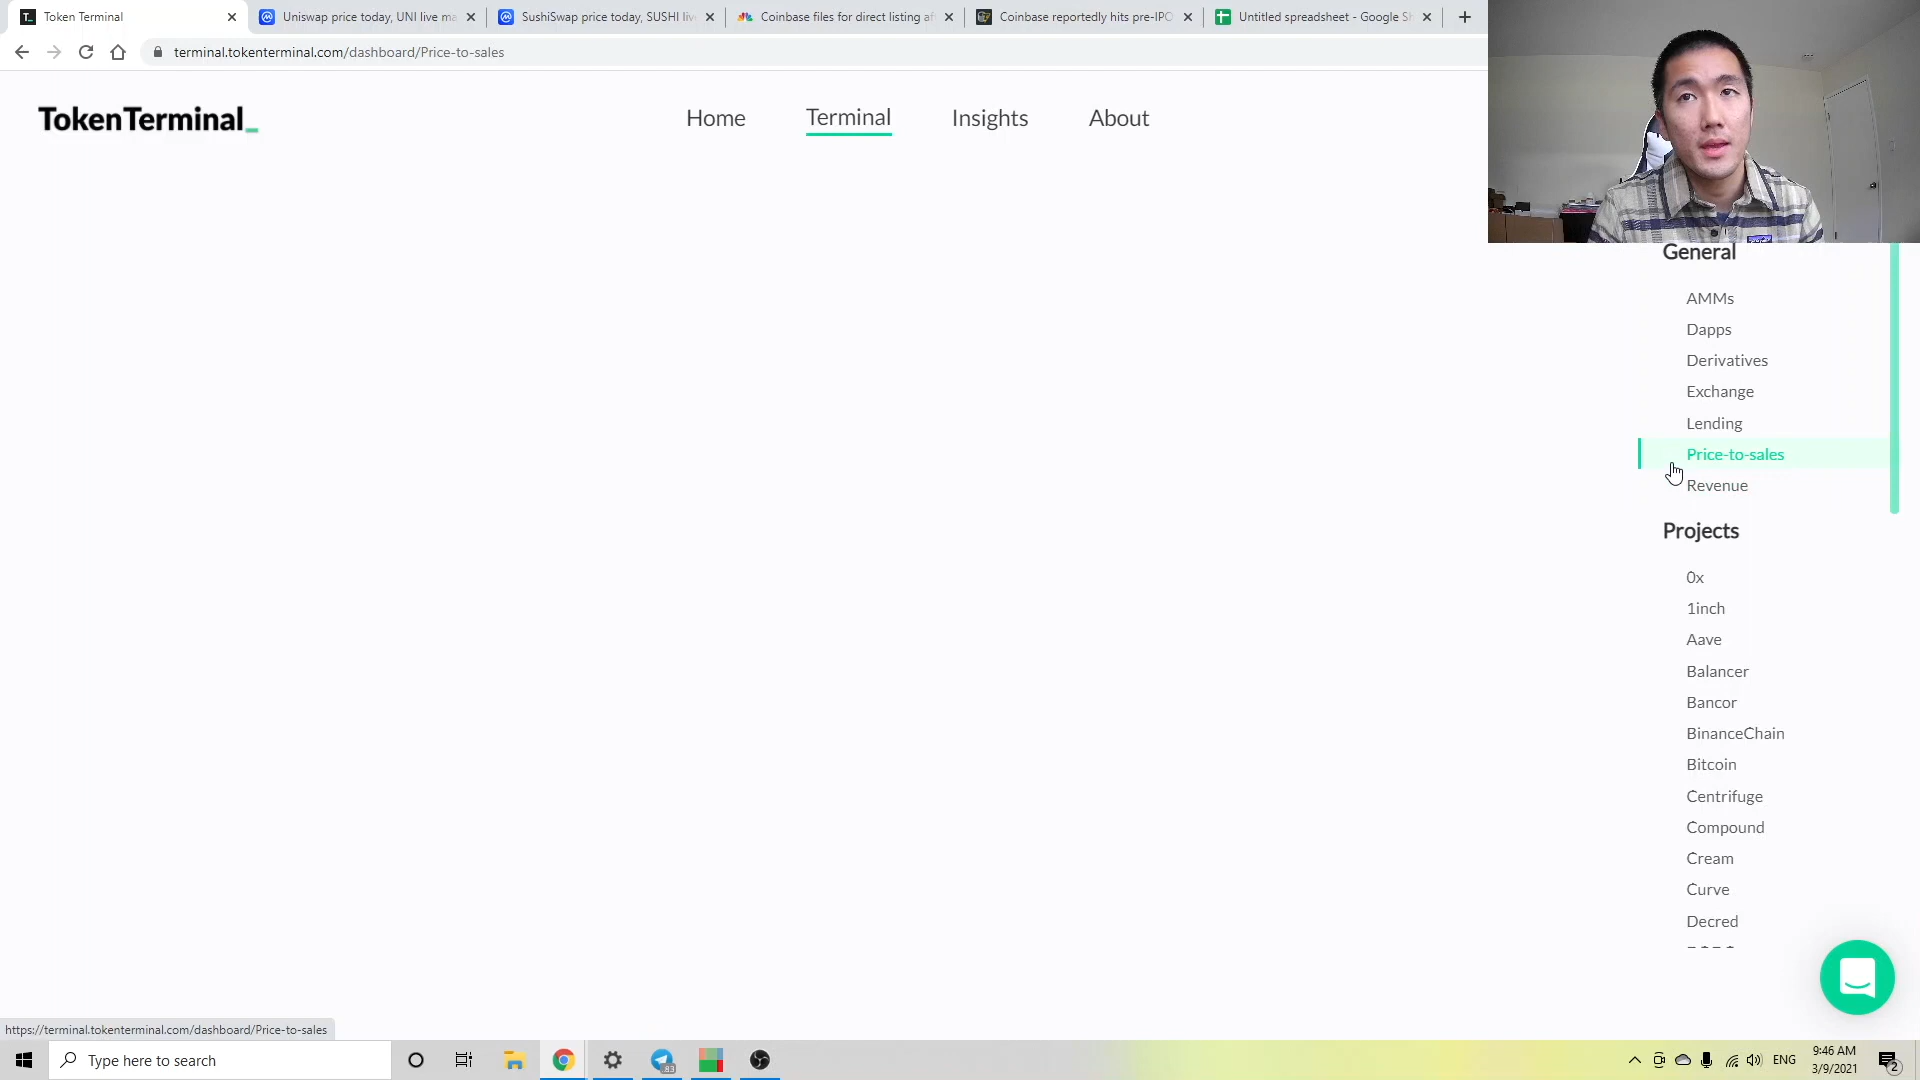 Token Terminal
Uniswap price today, UNI live ma
SushiSwap price today, SUSHI liv
Coinbase files for direct listing af
Coinbase reportedly hits pre-IPO
Untitled spreadsheet - Google Sh
terminal.tokenterminal.com/dashboard/Price-to-sales
TokenTerminal_
Home
Terminal
Insights
About
General
AMMs
Dapps
Derivatives
Exchange
Lending
Price-to-sales
Revenue
Projects
0x
1inch
Aave
Balancer
Bancor
BinanceChain
Bitcoin
Centrifuge
Compound
Cream
Curve
Decred
https://terminal.tokenterminal.com/dashboard/Price-to-sales
Type here to search
83
ENG
9:46 AM
3/9/2021
2